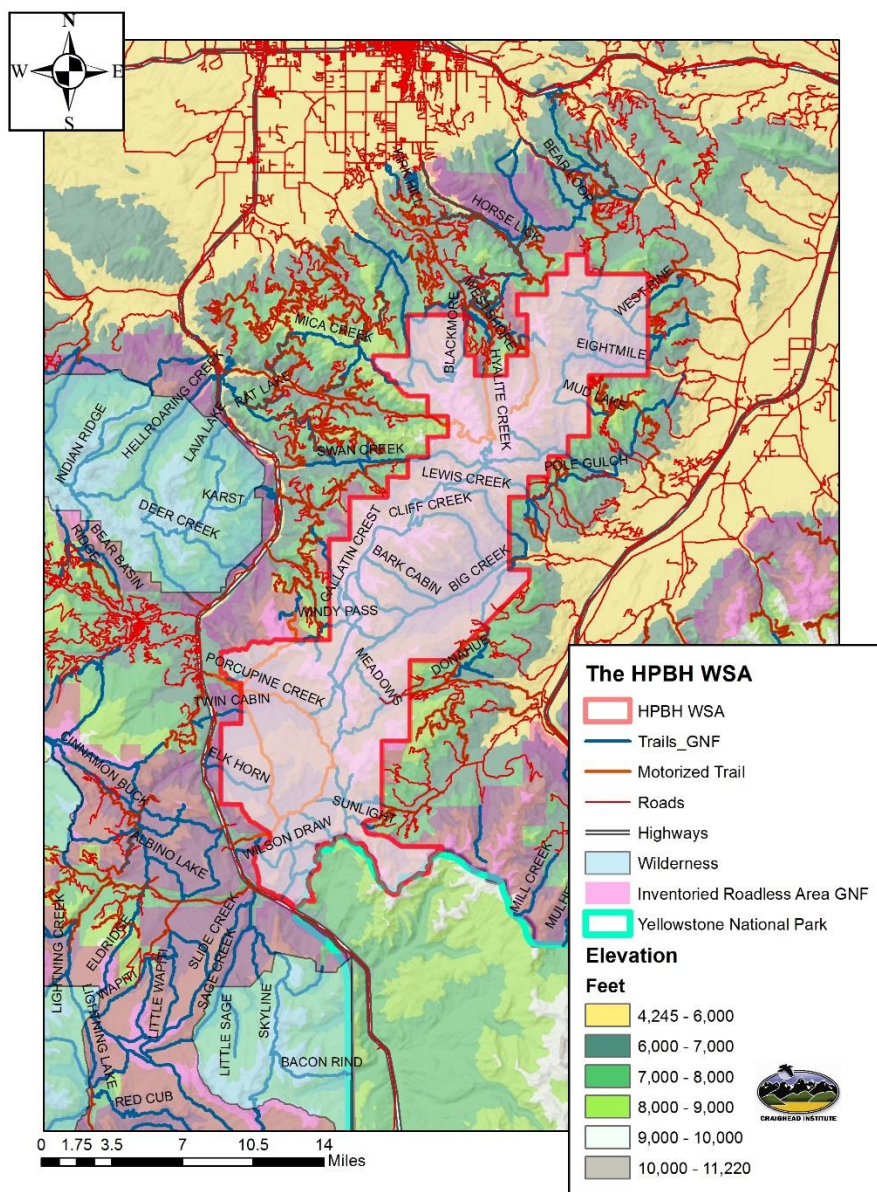 N
W
E
S
KIRK HILL
BEAR LOOP
HORSE LICK
WEST PINE
BLACKMORE
HYALITE CREEK
MICA CREEK
EIGHTMILE
HELLROARING CREEK
RAT LAKE
MUD LAKE
INDIAN RIDGE
LAVA LAKE
SWAN CREEK
LEWIS CREEK
POLE GULCH
KARST
CLIFF CREEK
DEER CREEK
GALLATIN CREST
BARK CABIN
BIG CREEK
BEAR BASIN
RIDGE
WINDY PASS
DONAHUE
PORCUPINE CREEK
MEADOWS
TWIN CABIN
CINNAMON BUCK
ELK HORN
SUNLIGHT
ALBINO LAKE
WILSON DRAW
MILL CREEK
LIGHTNING CREEK
ELDRIDGE
SLIDE CREEK
WAPITI
LITTLE WAPITI
SAGE CREEK
LIGHTNING LAKE
LITTLE SAGE
SKYLINE
BACON RIND
RED CUB
The HPBH WSA
HPBH WSA
Trails_GNF
Motorized Trail
Roads
Highways
Wilderness
Inventoried Roadless Area GNF
Yellowstone National Park
Elevation
Feet
4,245 - 6,000
6,000 - 7,000
7,000 - 8,000
8,000 - 9,000
9,000 - 10,000
10,000 - 11,220
CRAIGHEAD INSTITUTE
0 1.75 3.5 7 10.5 14
Miles